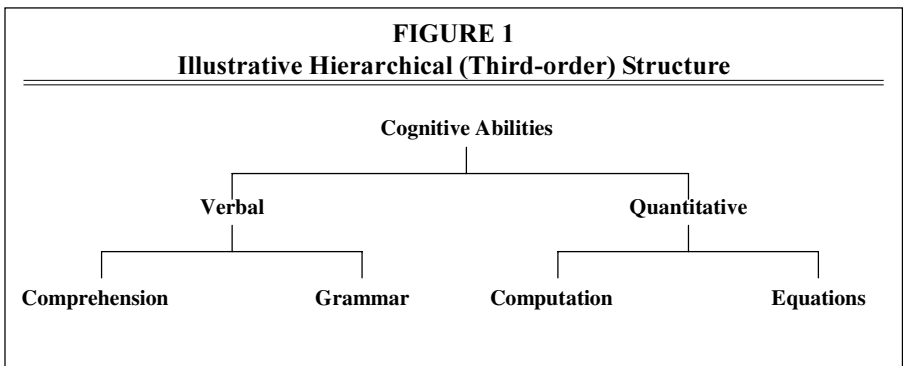 FIGURE 1
Illustrative Hierarchical (Third-order) Structure
Cognitive Abilities
Verbal Quantitative
Comprehension Grammar Computation Equations